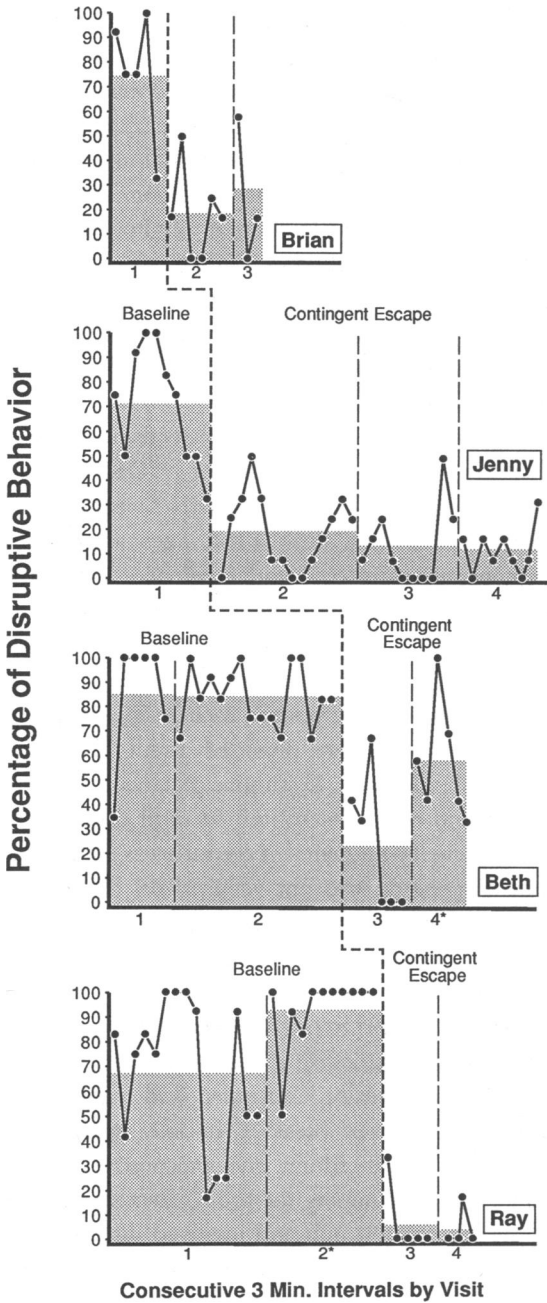 Percentage of Disruptive Behavior
100
90
80
70
60
50
40
30
20
10
0
1 2 3
Brian
Baseline Contingent Escape
100
90
80
70
60
50
40
30
20
10
0
1 2 3 4
Jenny
Baseline Contingent
Escape
100
90
80
70
60
50
40
30
20
10
0
1 2 3 4*
Beth
Baseline Contingent
Escape
100
90
80
70
60
50
40
30
20
10
0
1 2* 3 4
Ray
Consecutive 3 Min. Intervals by Visit